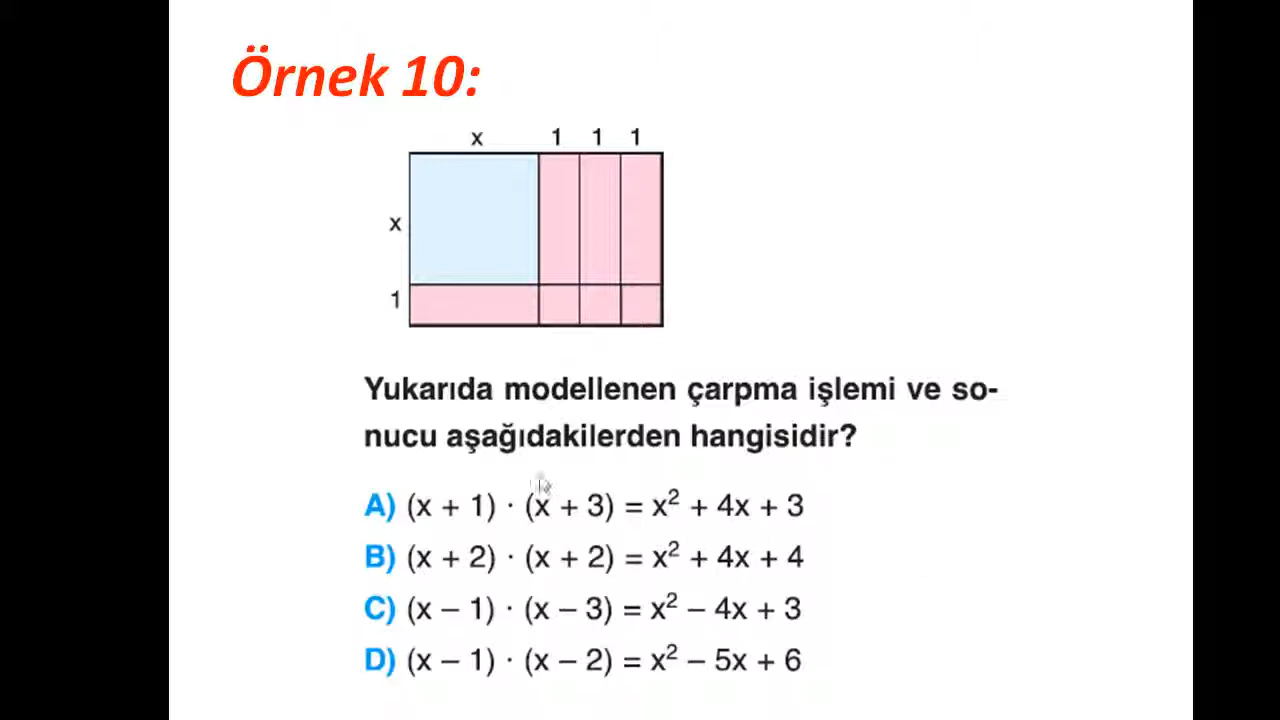 Örnek 10:
x 1 1 1
x
1
Yukarıda modellenen çarpma işlemi ve so-
nucu aşağıdakilerden hangisidir?
A) (x + 1) · (x + 3) = x² + 4x + 3
B) (x + 2) · (x + 2) = x² + 4x + 4
C) (x – 1) · (x – 3) = x² – 4x + 3
D) (x – 1) · (x – 2) = x² – 5x + 6